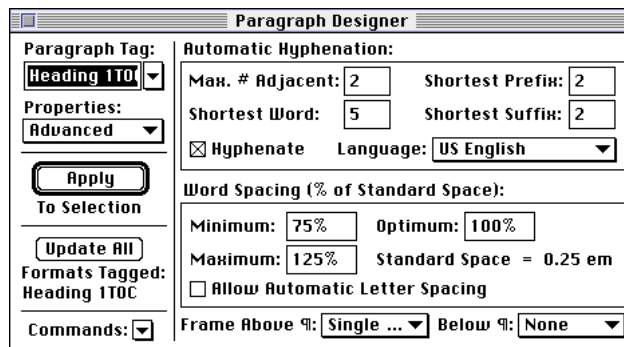 Paragraph Designer
Paragraph Tag:
Heading 1TOC
Properties:
Advanced
Apply
To Selection
Update All
Formats Tagged:
Heading 1TOC
Commands:
Automatic Hyphenation:
Max. # Adjacent: 2 Shortest Prefix: 2
Shortest Word: 5 Shortest Suffix: 2
Hyphenate Language: US English
Word Spacing (% of Standard Space):
Minimum: 75% Optimum: 100%
Maximum: 125% Standard Space = 0.25 em
Allow Automatic Letter Spacing
Frame Above ¶: Single ... Below ¶: None